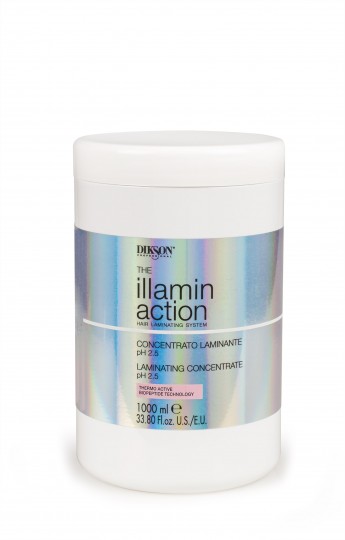 DIKSON
PROFESSIONAL
THE
illamin
action
HAIR LAMINATING SYSTEM
CONCENTRATO LAMINANTE
pH 2.5
LAMINATING CONCENTRATE
pH 2.5
THERMO ACTIVE
BIOPEPTIDE TECHNOLOGY
1000 ml ℮
33.80 fl.oz. U.S./E.U.